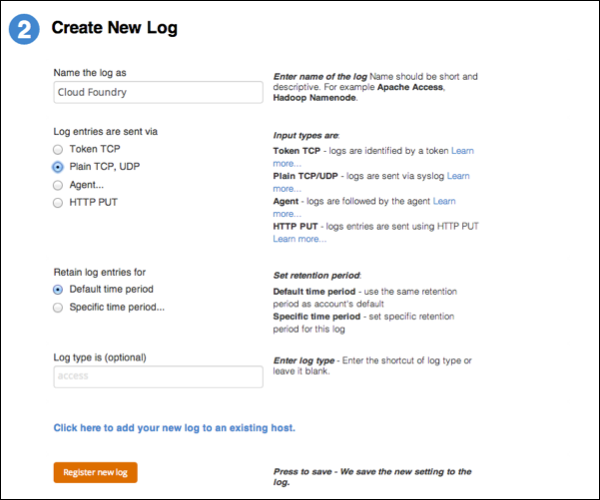 2 Create New Log
Name the log as
Cloud Foundry
Enter name of the log Name should be short and
descriptive. For example Apache Access,
Hadoop Namenode.
Log entries are sent via
Token TCP
Plain TCP, UDP
Agent...
HTTP PUT
Input types are:
Token TCP - logs are identified by a token Learn
more...
Plain TCP/UDP - logs are sent via syslog Learn
more...
Agent - logs are followed by the agent Learn
more...
HTTP PUT - logs entries are sent using HTTP PUT
Learn more...
Retain log entries for
Default time period
Specific time period...
Set retention period:
Default time period - use the same retention
period as account's default
Specific time period - set specific retention
period for this log
Log type is (optional)
access
Enter log type - Enter the shortcut of log type or
leave it blank.
Click here to add your new log to an existing host.
Register new log
Press to save - We save the new setting to the
log.